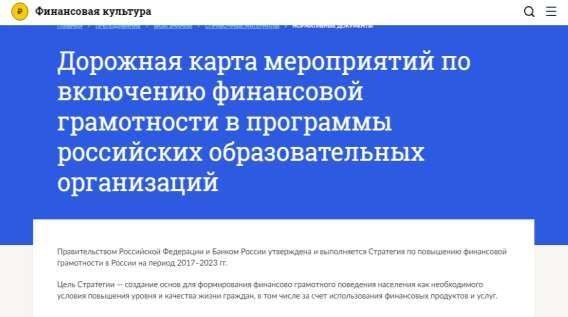 Финансовая культура
НОРМАТИВНЫЕ ДОКУМЕНТЫ
Дорожная карта мероприятий по
включению финансовой
грамотности в программы
российских образовательных
организаций
Правительством Российской Федерации и Банком России утверждена и выполняется Стратегия по повышению финансовой
грамотности в России на период 2017-2023 гг.
Цель Стратегии — создание основ для формирования финансово грамотного поведения населения как необходимого
условия повышения уровня и качества жизни граждан, в том числе за счет использования финансовых продуктов и услуг.